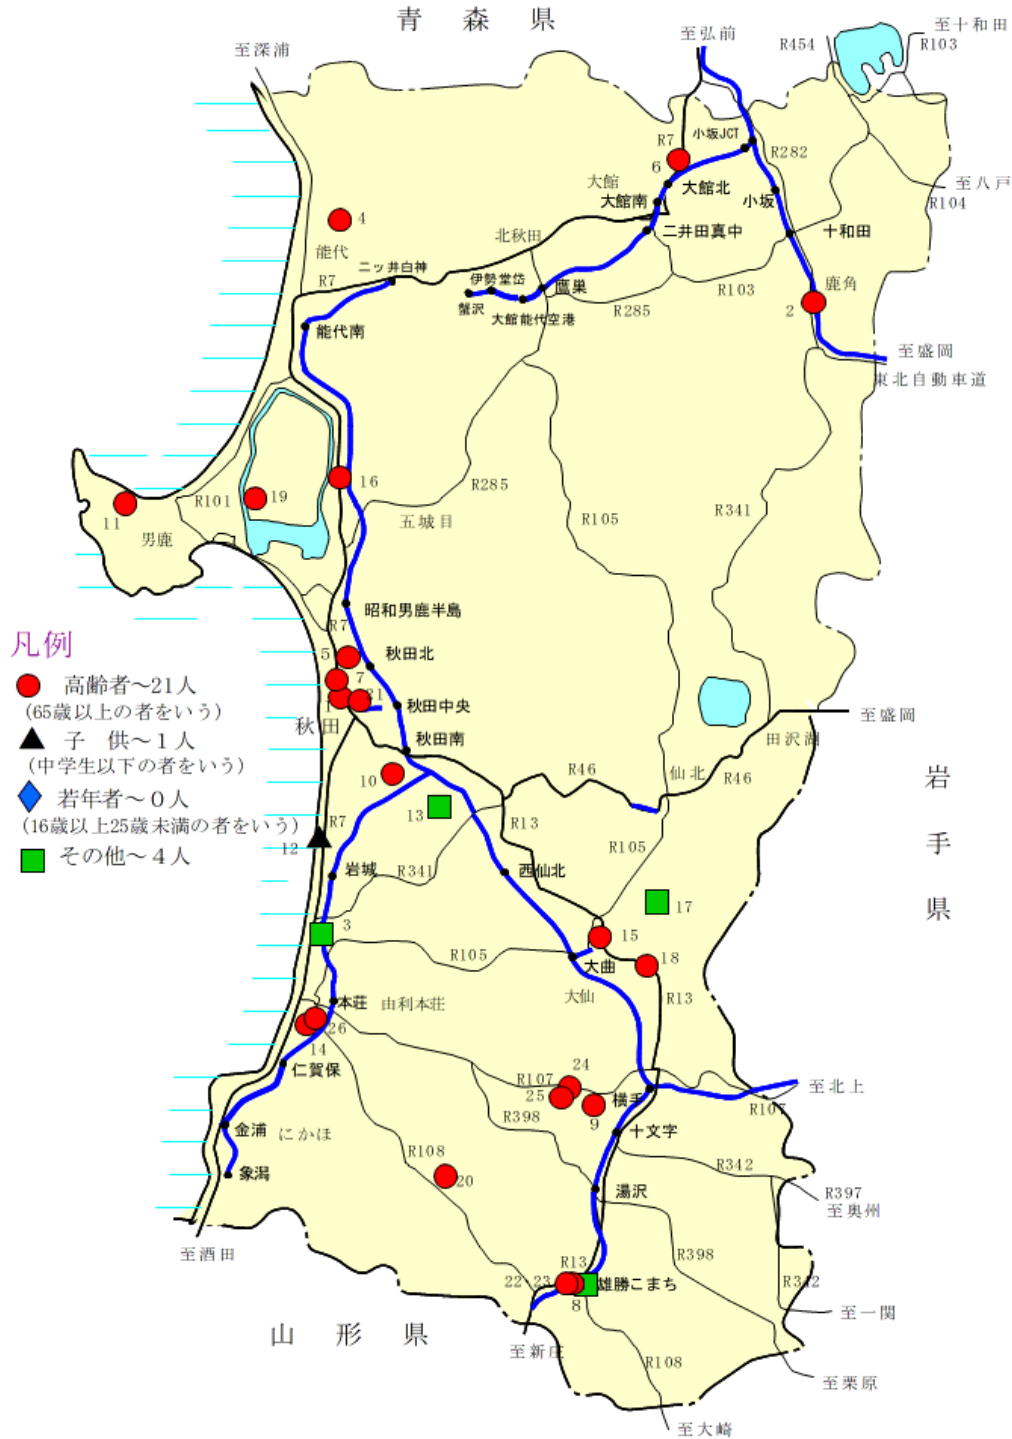 青森県
至十和田
至弘前
R454
R103
至深浦
小坂JCT
R7
R282
6
大館
大館北
至八戸
大館南
小坂
R104
4
二井田真中
十和田
北秋田
能代
二ッ井白神
R7
伊勢堂岱
鷹巣
R103
鹿角
蟹沢
大館能代空港
R285
2
能代南
至盛岡
東北自動車道
16
R285
R101
19
11
五城目
R105
R341
男鹿
昭和男鹿半島
R7
凡例
5
秋田北
高齢者～21人
7
(65歳以上の者をいう)
1
21
秋田中央
至盛岡
秋田
子 供～１人
秋田南
田沢湖
(中学生以下の者をいう)
10
R46
仙北
R46
岩手県
若年者～０人
13
(16歳以上25歳未満の者をいう)
R7
R13
12
R105
その他～４人
岩城
R341
西仙北
17
3
15
R105
大曲
18
本荘
由利本荘
大仙
R13
26
14
仁賀保
24
R107
25
横手
至北上
R398
9
R107
金浦
にかほ
十文字
R108
R342
象潟
20
湯沢
R397
至奥州
至酒田
R398
R13
22・23
雄勝こまち
R342
8
至一関
山形県
至新庄
R108
至栗原
至大崎